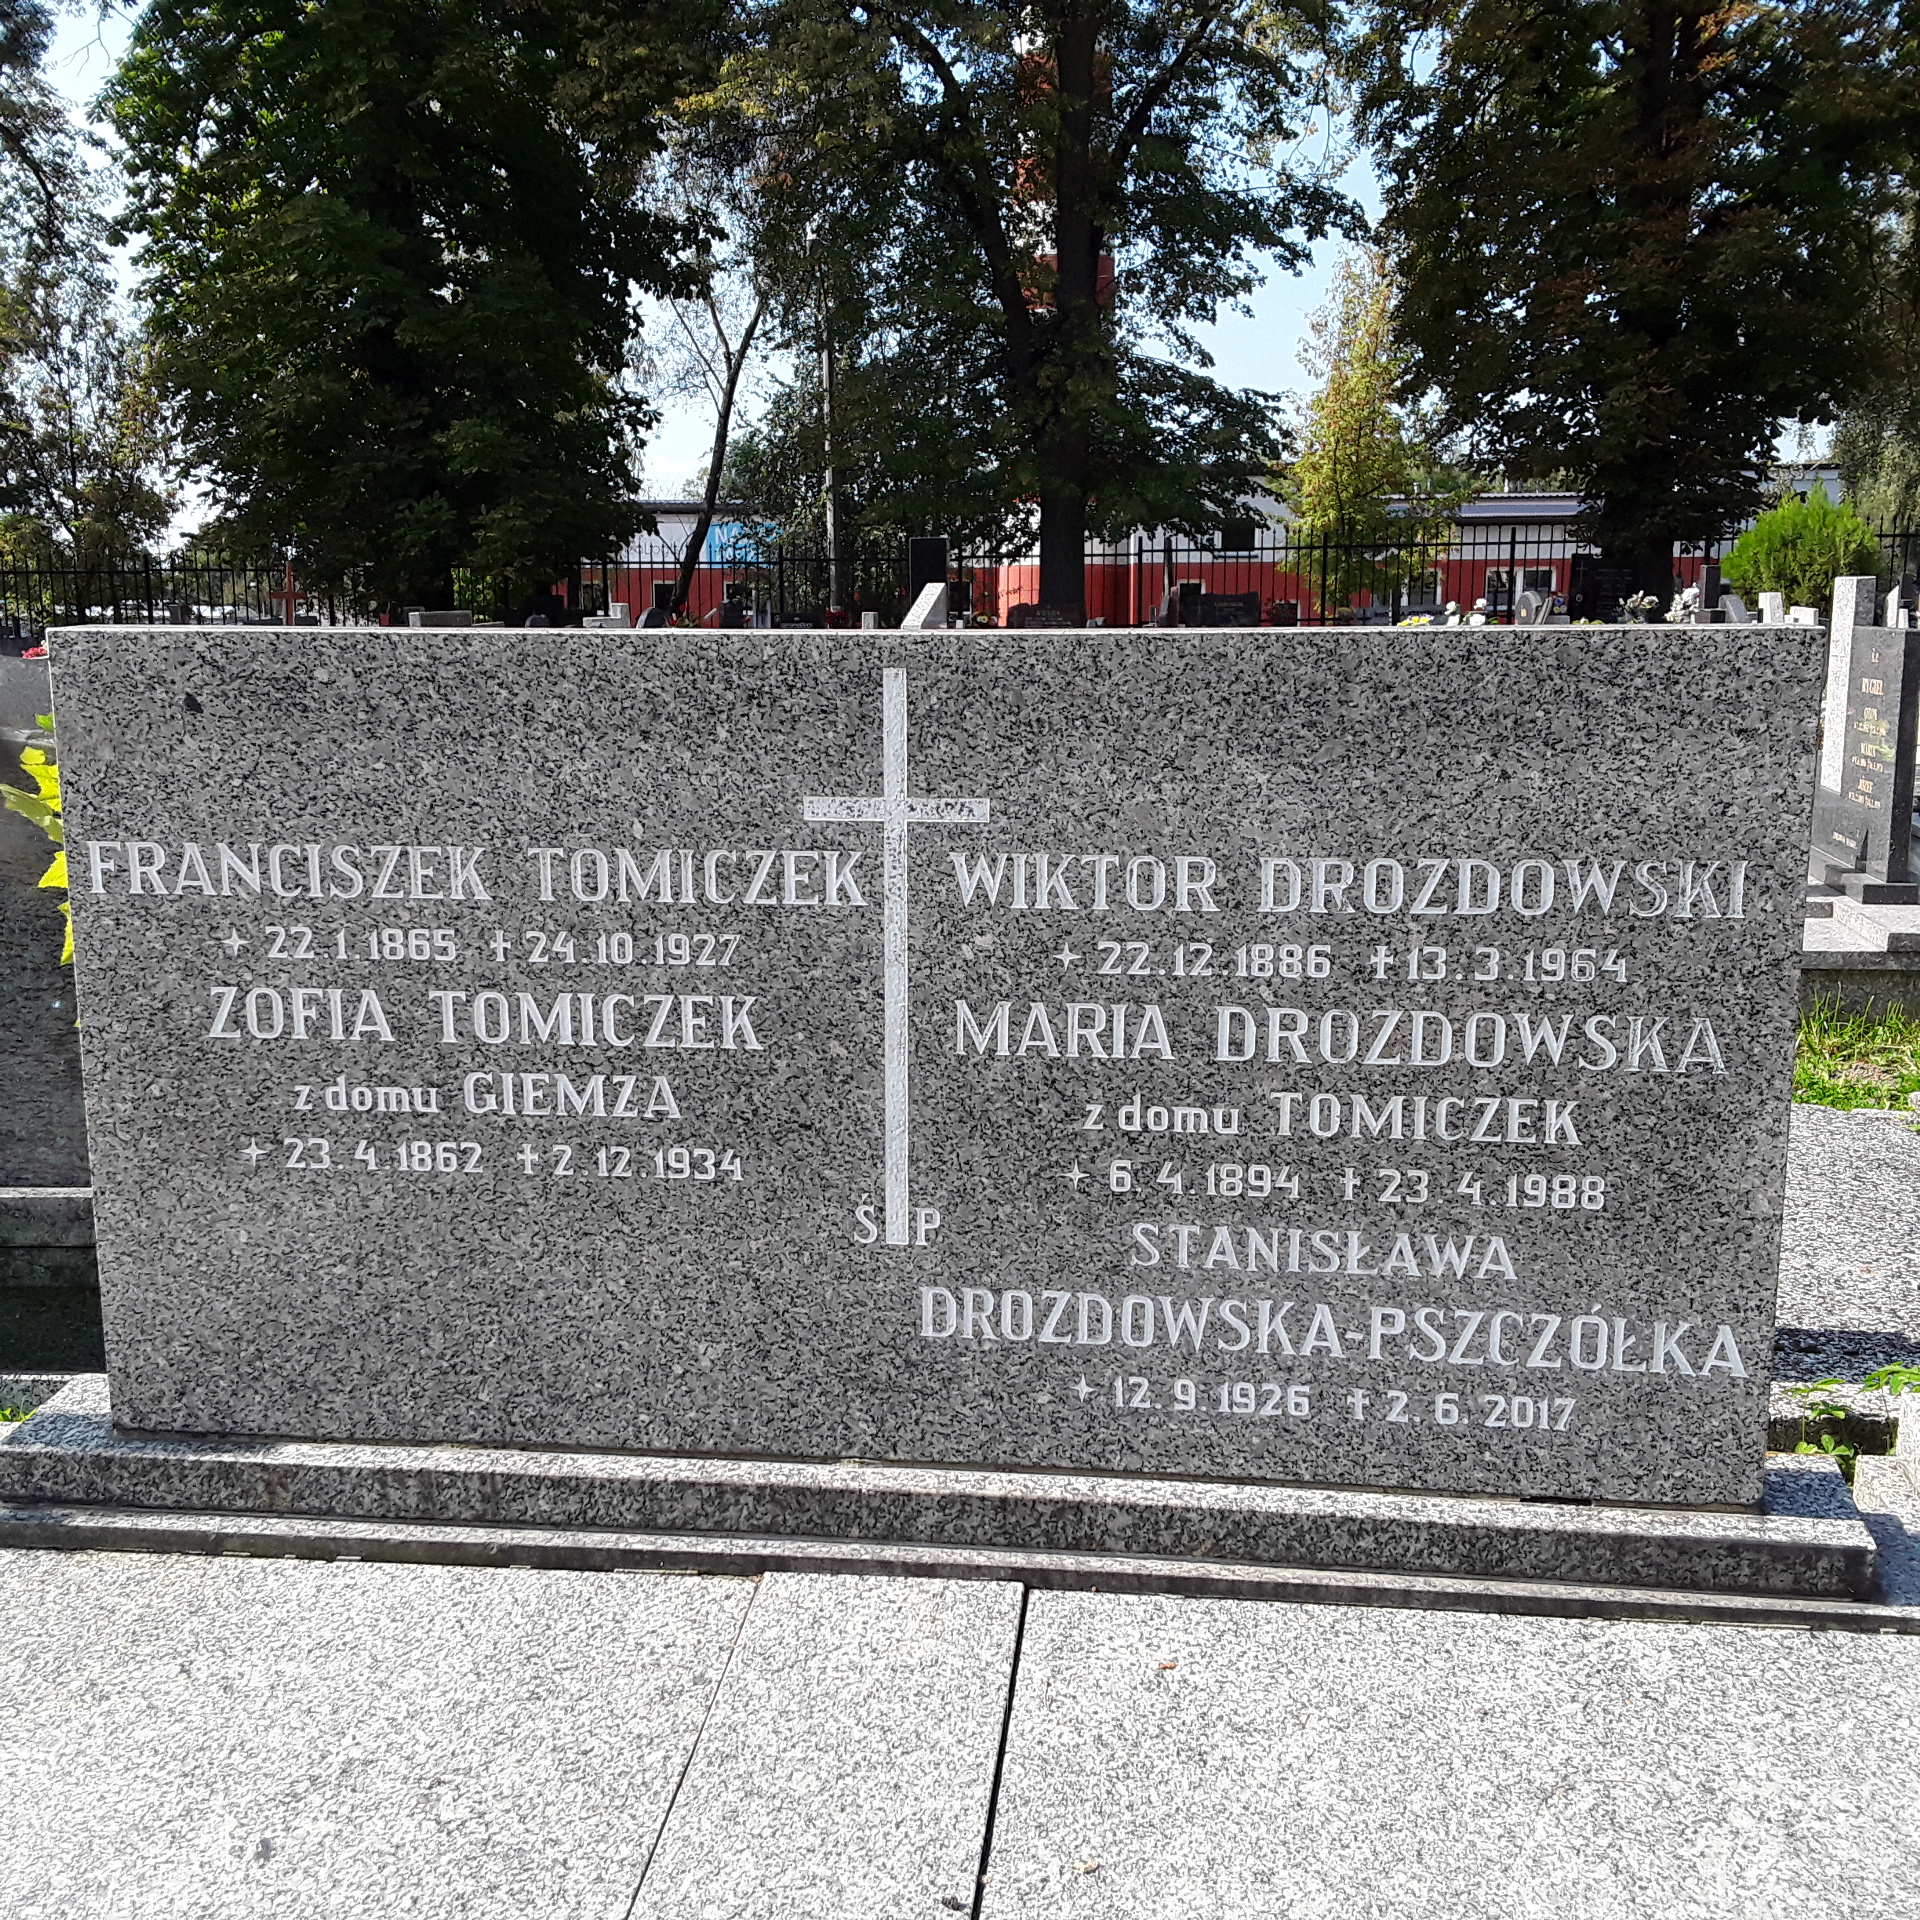 FRANCISZEK TOMICZEK
✦ 22.1.1865 ✝ 24.10.1927
ZOFIA TOMICZEK
z domu GIEMZA
✦ 23.4.1862 ✝ 2.12.1934
Ś P
WIKTOR DROZDOWSKI
✦ 22.12.1886 ✝ 13.3.1964
MARIA DROZDOWSKA
z domu TOMICZEK
✦ 6.4.1894 ✝ 23.4.1988
STANISŁAWA
DROZDOWSKA-PSZCZÓŁKA
✦ 12.9.1926 ✝ 2.6.2017
RYGIEL